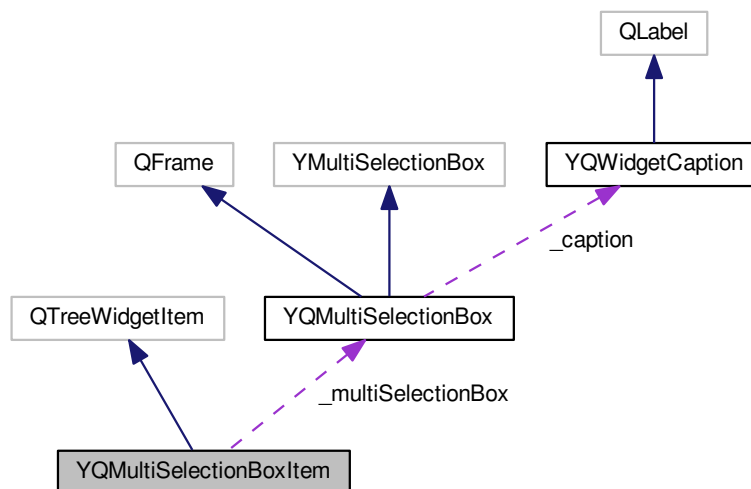 QLabel
QFrame
YMultiSelectionBox
YQWidgetCaption
_caption
QTreeWidgetItem
YQMultiSelectionBox
_multiSelectionBox
YQMultiSelectionBoxItem